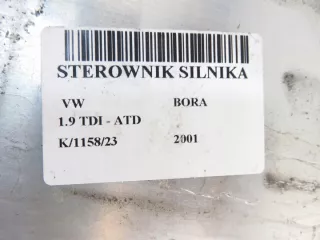 STEROWNIK SILNIKA
VW BORA
1.9 TDI - ATD
K/1158/23 2001